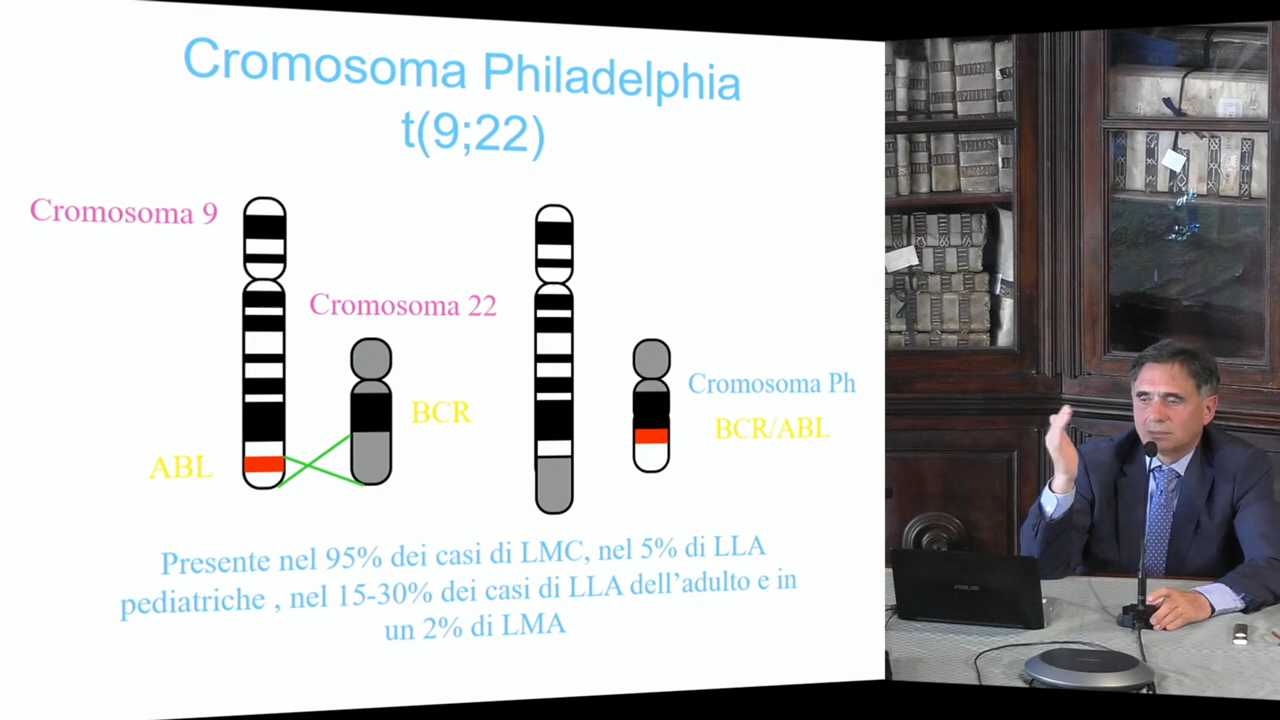 Cromosoma Philadelphia
t(9;22)
Cromosoma 9
Cromosoma 22
Cromosoma Ph
BCR
BCR/ABL
ABL
Presente nel 95% dei casi di LMC, nel 5% di LLA
pediatriche , nel 15-30% dei casi di LLA dell’adulto e in
un 2% di LMA
ASUS